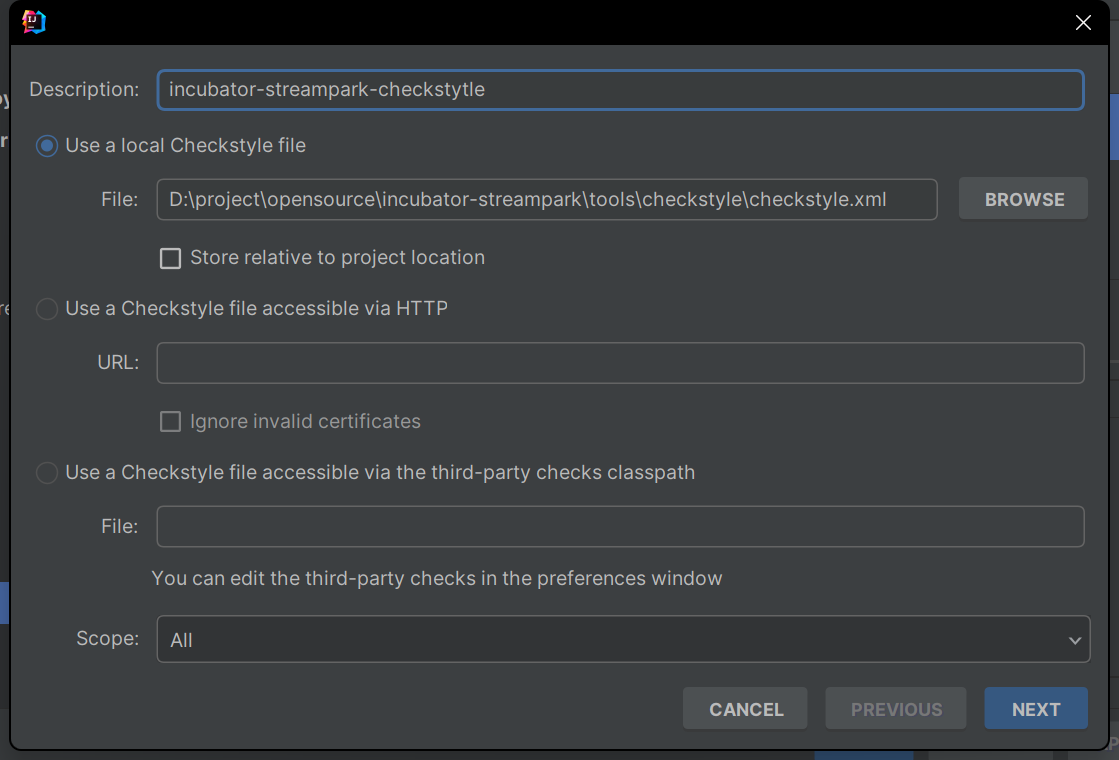 IJ
Description: incubator-streampark-checkstytle
Use a local Checkstyle file
File: D:\project\opensource\incubator-streampark\tools\checkstyle\checkstyle.xml BROWSE
Store relative to project location
Use a Checkstyle file accessible via HTTP
URL:
Ignore invalid certificates
Use a Checkstyle file accessible via the third-party checks classpath
File:
You can edit the third-party checks in the preferences window
Scope: All
CANCEL PREVIOUS NEXT